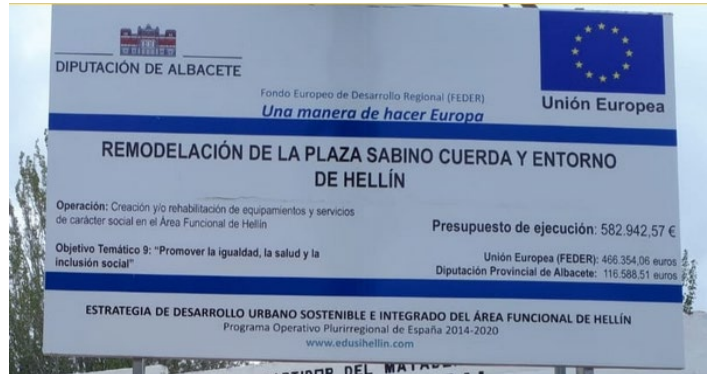 DIPUTACIÓN DE ALBACETE
Fondo Europeo de Desarrollo Regional (FEDER)
Una manera de hacer Europa
Unión Europea
REMODELACIÓN DE LA PLAZA SABINO CUERDA Y ENTORNO
DE HELLÍN
Operación: Creación y/o rehabilitación de equipamientos y servicios
de carácter social en el Área Funcional de Hellín
Objetivo Temático 9: “Promover la igualdad, la salud y la
inclusión social”
Presupuesto de ejecución: 582.942,57 €
Unión Europea (FEDER): 466.354,06 euros
Diputación Provincial de Albacete: 116.588,51 euros
ESTRATEGIA DE DESARROLLO URBANO SOSTENIBLE E INTEGRADO DEL ÁREA FUNCIONAL DE HELLÍN
Programa Operativo Plurirregional de España 2014-2020
www.edusihellin.com
DEL